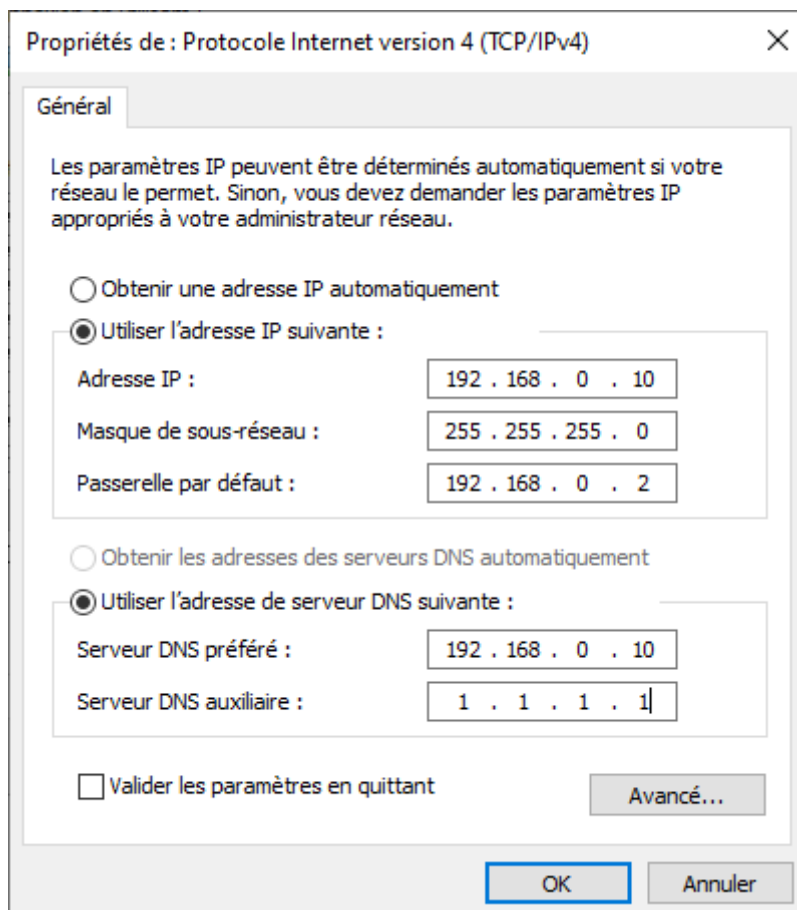 Propriétés de : Protocole Internet version 4 (TCP/IPv4)
Général
Les paramètres IP peuvent être déterminés automatiquement si votre
réseau le permet. Sinon, vous devez demander les paramètres IP
appropriés à votre administrateur réseau.
Obtenir une adresse IP automatiquement
Utiliser l’adresse IP suivante :
Adresse IP : 192 . 168 . 0 . 10
Masque de sous-réseau : 255 . 255 . 255 . 0
Passerelle par défaut : 192 . 168 . 0 . 2
Obtenir les adresses des serveurs DNS automatiquement
Utiliser l’adresse de serveur DNS suivante :
Serveur DNS préféré : 192 . 168 . 0 . 10
Serveur DNS auxiliaire : 1 . 1 . 1 . 1
Valider les paramètres en quittant
Avancé...
OK Annuler